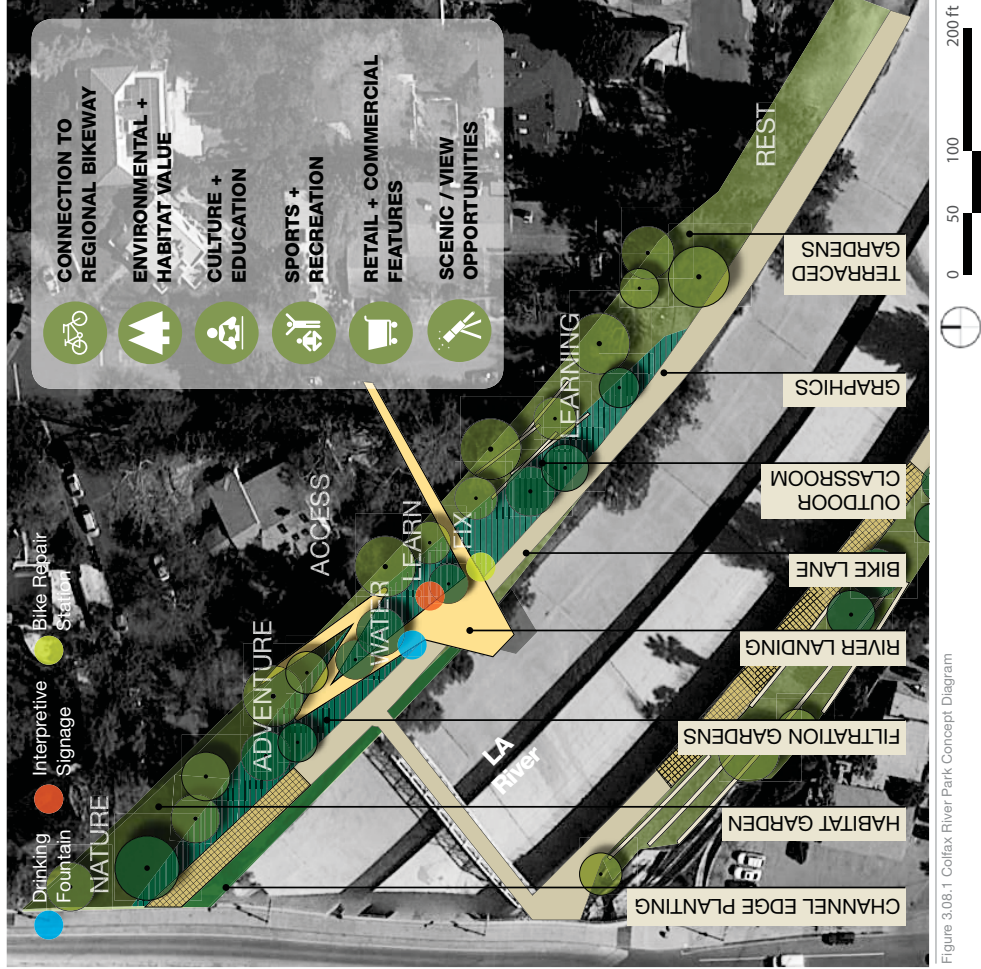 CONNECTION TO
REGIONAL BIKEWAY
ENVIRONMENTAL +
HABITAT VALUE
CULTURE +
EDUCATION
SPORTS +
RECREATION
RETAIL + COMMERCIAL
FEATURES
SCENIC / VIEW
OPPORTUNITIES
Drinking
Fountain
Interpretive
Signage
Bike Repair
Station
NATURE
ADVENTURE
ACCESS
WATER
LEARN
FIX
LEARNING
REST
LA
River
CHANNEL EDGE PLANTING
HABITAT GARDEN
FILTRATION GARDENS
RIVER LANDING
BIKE LANE
OUTDOOR
CLASSROOM
GRAPHICS
TERRACED
GARDENS
0 50 100 200 ft
Figure 3.08.1 Colfax River Park Concept Diagram